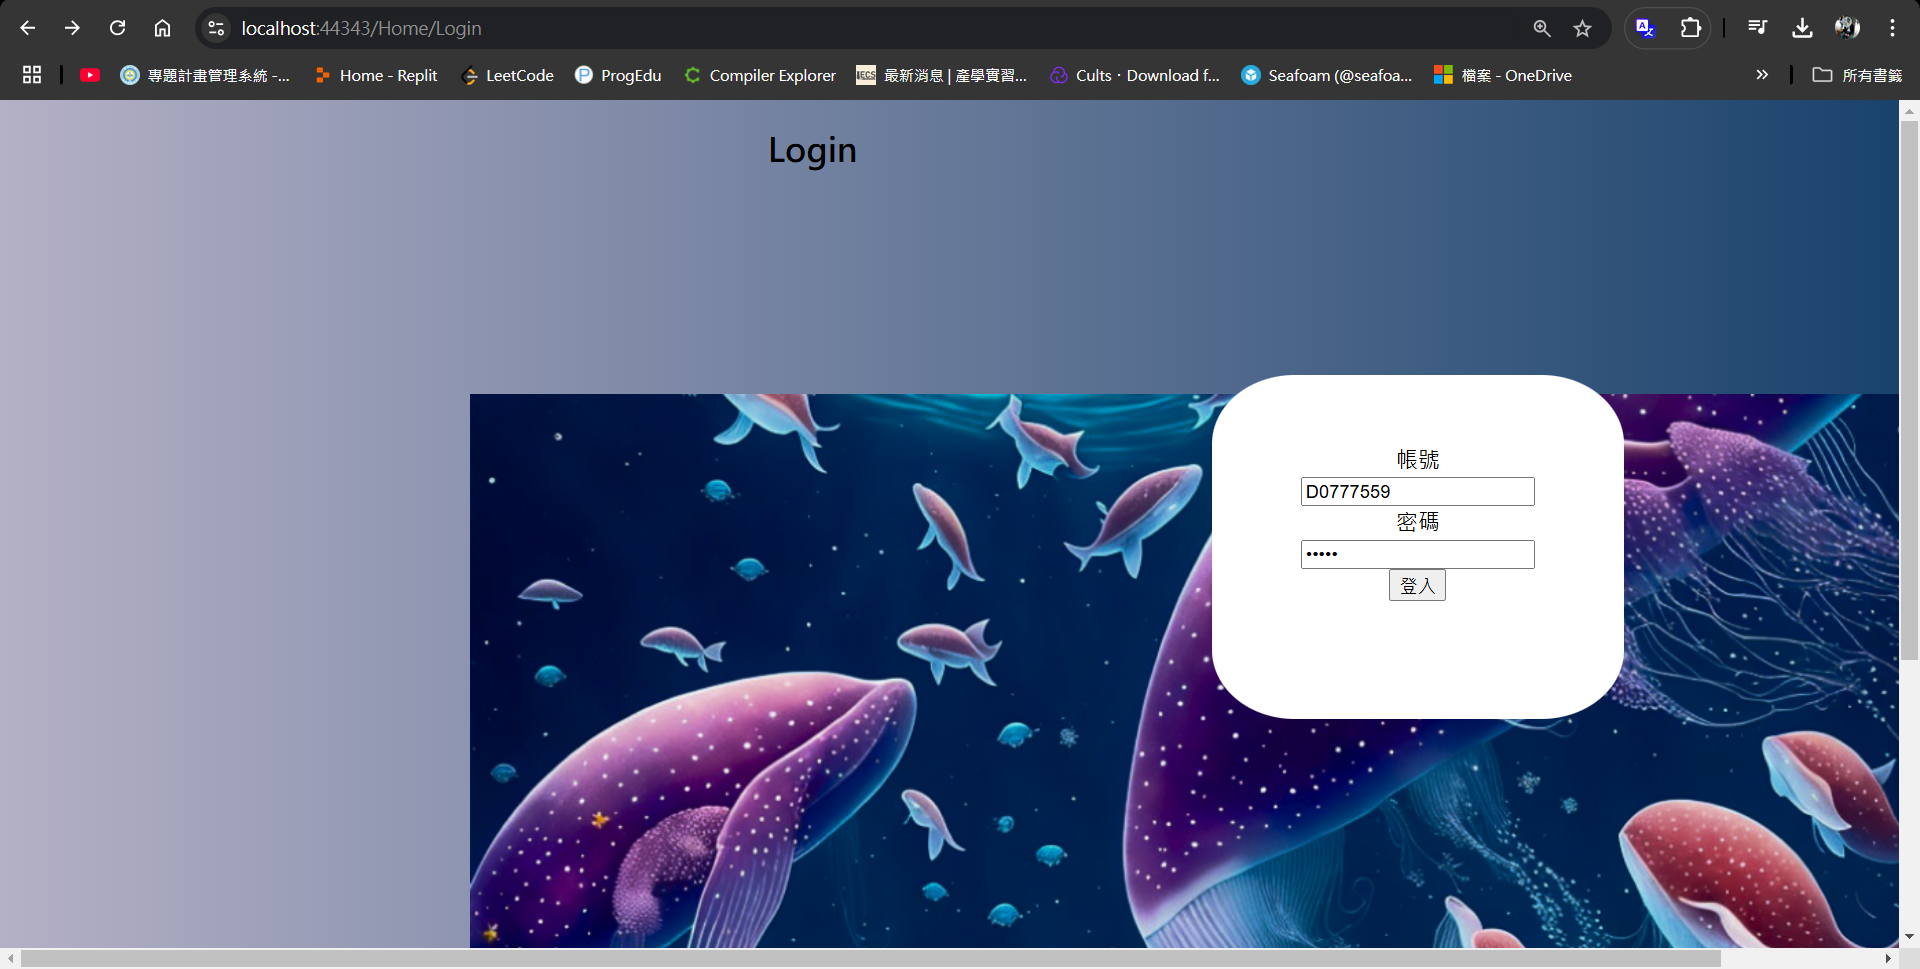 localhost:44343/Home/Login
專題計畫管理系統 -...
Home - Replit
LeetCode
ProgEdu
Compiler Explorer
IECS
最新消息 | 產學實習...
Cults · Download f...
Seafoam (@seafoa...
檔案 - OneDrive
所有書籤
Login
帳號
D0777559
密碼
•••••
登入